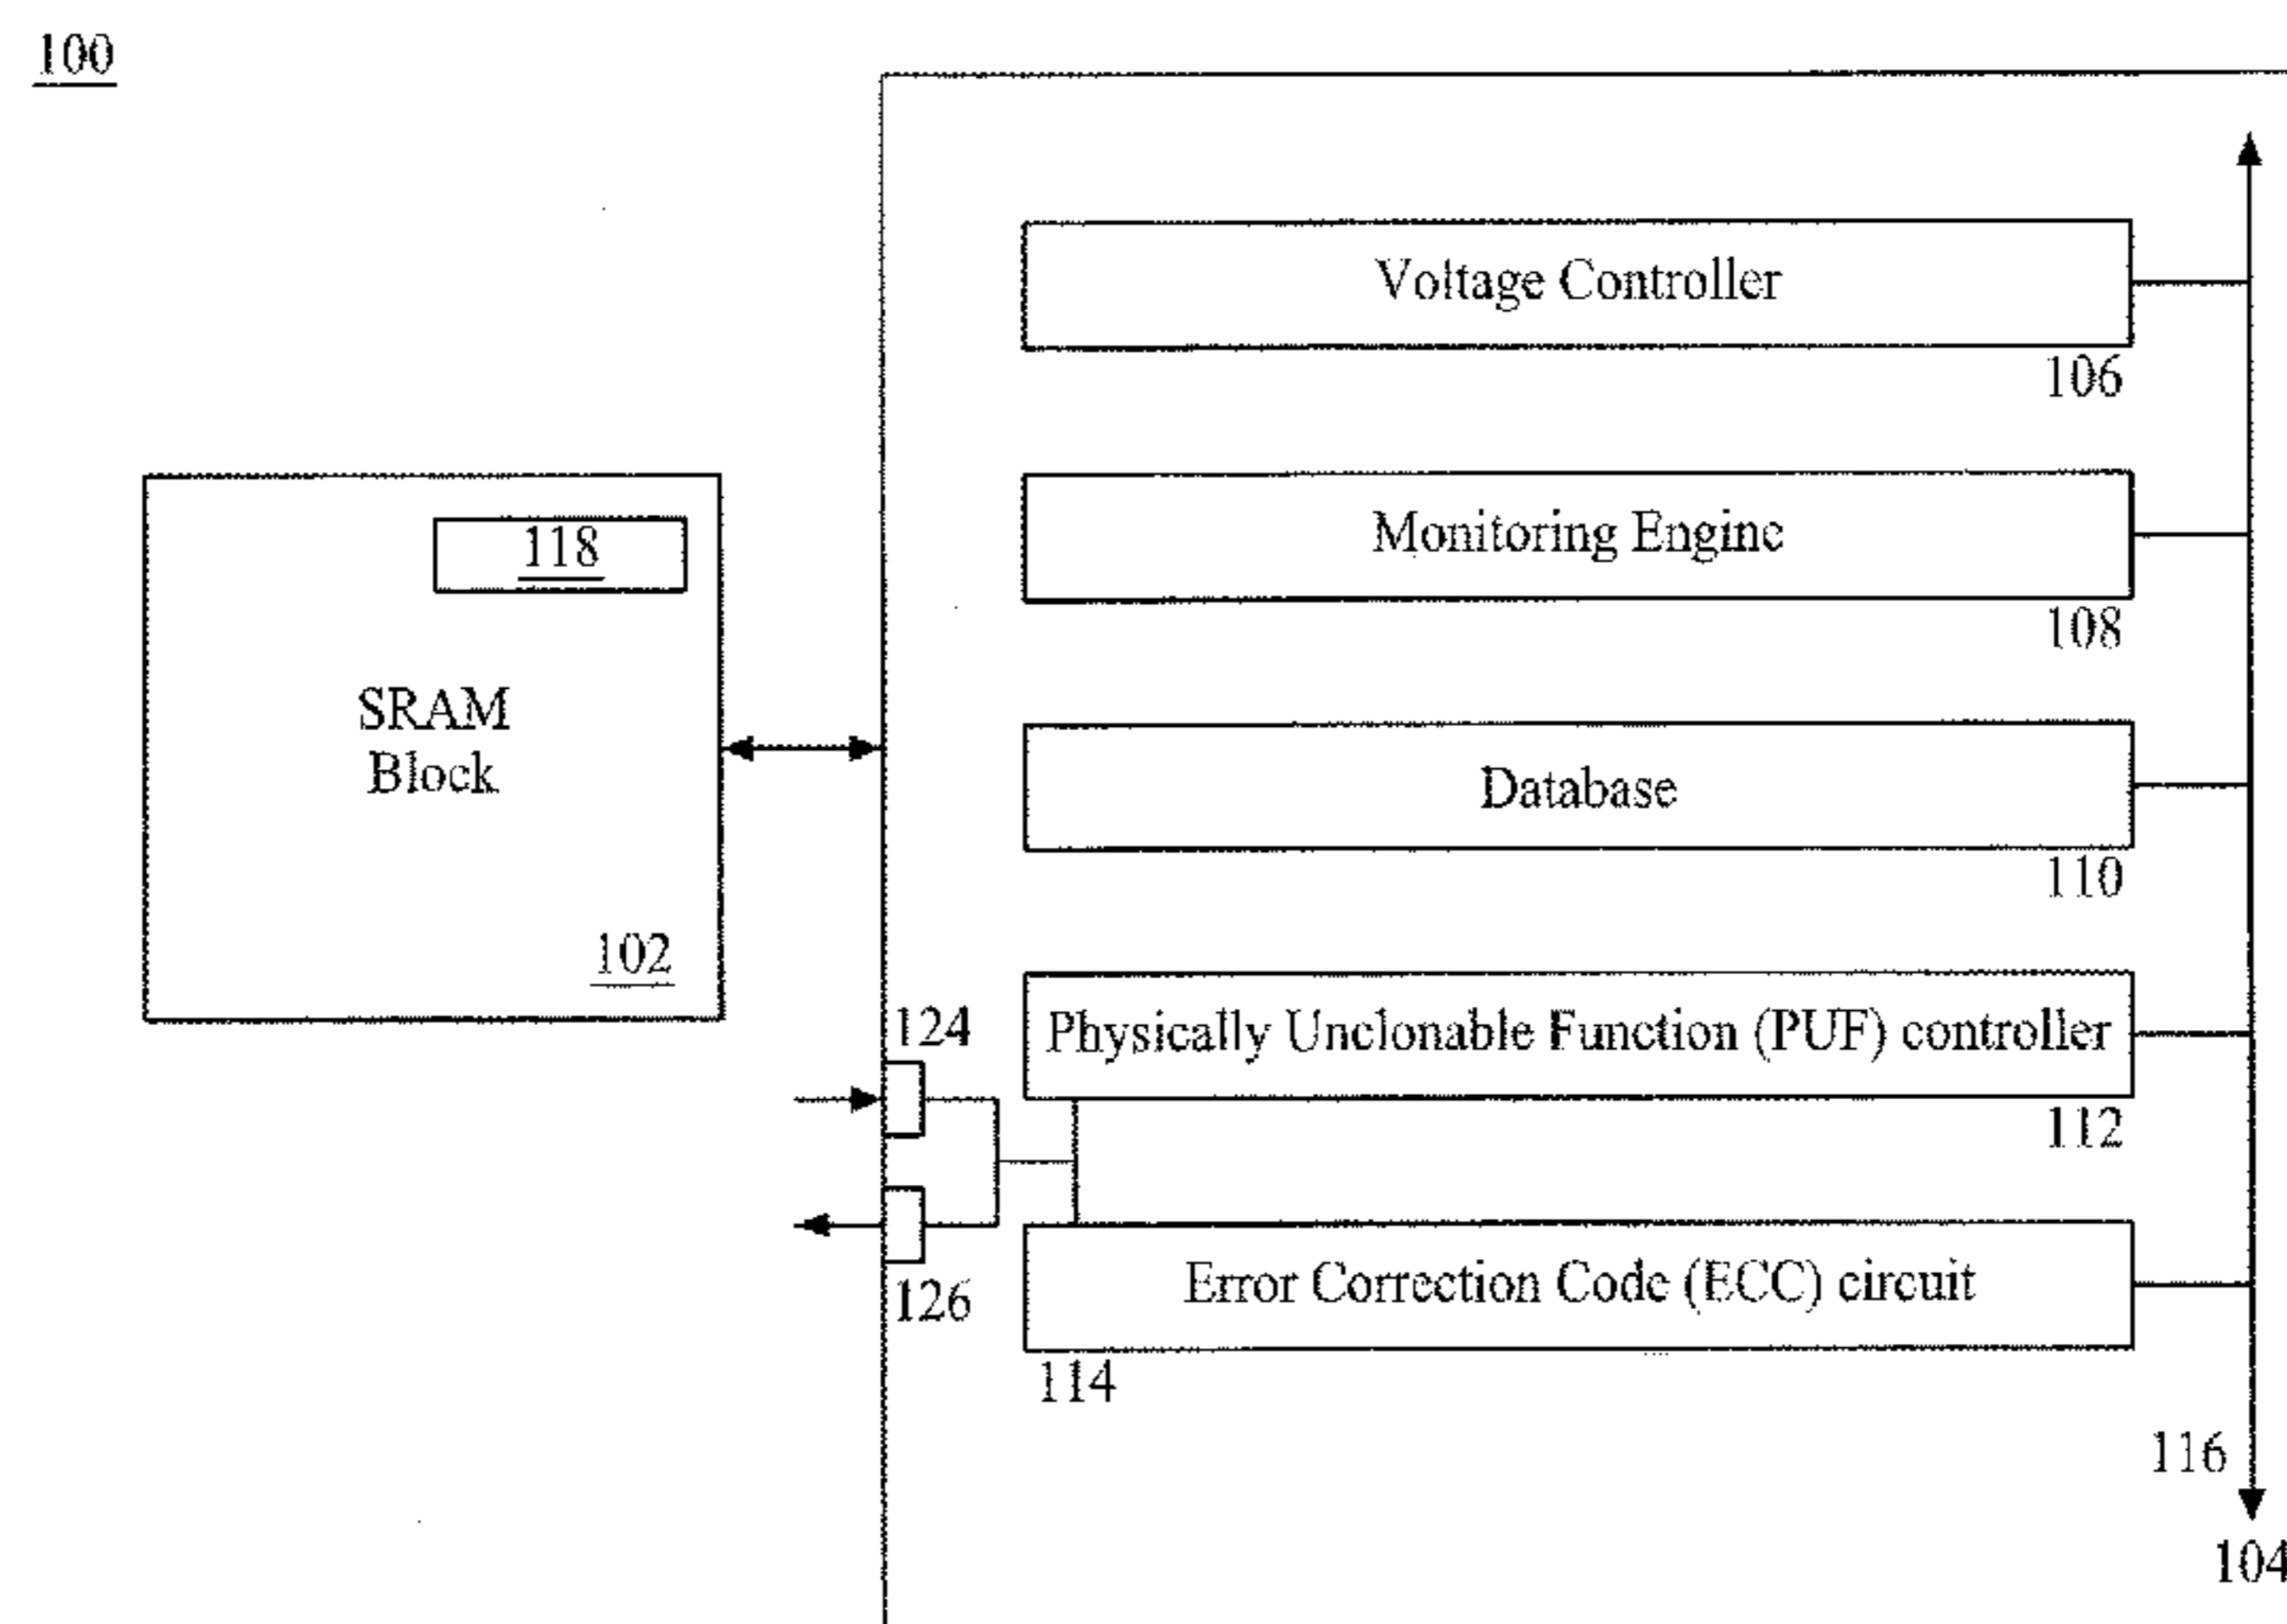 100
Voltage Controller
106
118
Monitoring Engine
108
SRAM
Block
Database
110
102
124
Physically Unclonable Function (PUF) controller
112
126
Error Correction Code (ECC) circuit
114
116
104